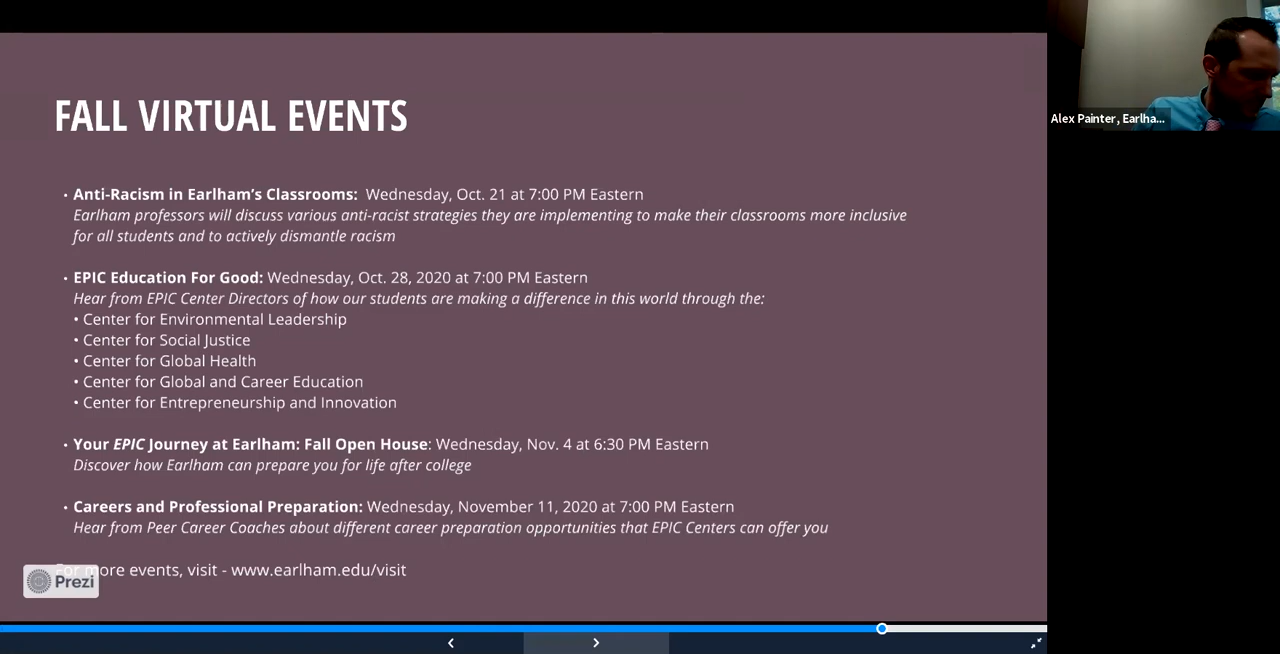 FALL VIRTUAL EVENTS
• Anti-Racism in Earlham's Classrooms: Wednesday, Oct. 21 at 7:00 PM Eastern
Earlham professors will discuss various anti-racist strategies they are implementing to make their classrooms more inclusive
for all students and to actively dismantle racism
• EPIC Education For Good: Wednesday, Oct. 28, 2020 at 7:00 PM Eastern
Hear from EPIC Center Directors of how our students are making a difference in this world through the:
• Center for Environmental Leadership
• Center for Social Justice
• Center for Global Health
• Center for Global and Career Education
• Center for Entrepreneurship and Innovation
• Your EPIC Journey at Earlham: Fall Open House: Wednesday, Nov. 4 at 6:30 PM Eastern
Discover how Earlham can prepare you for life after college
• Careers and Professional Preparation: Wednesday, November 11, 2020 at 7:00 PM Eastern
Hear from Peer Career Coaches about different career preparation opportunities that EPIC Centers can offer you
For more events, visit - www.earlham.edu/visit
Prezi
Alex Painter, Earlha...